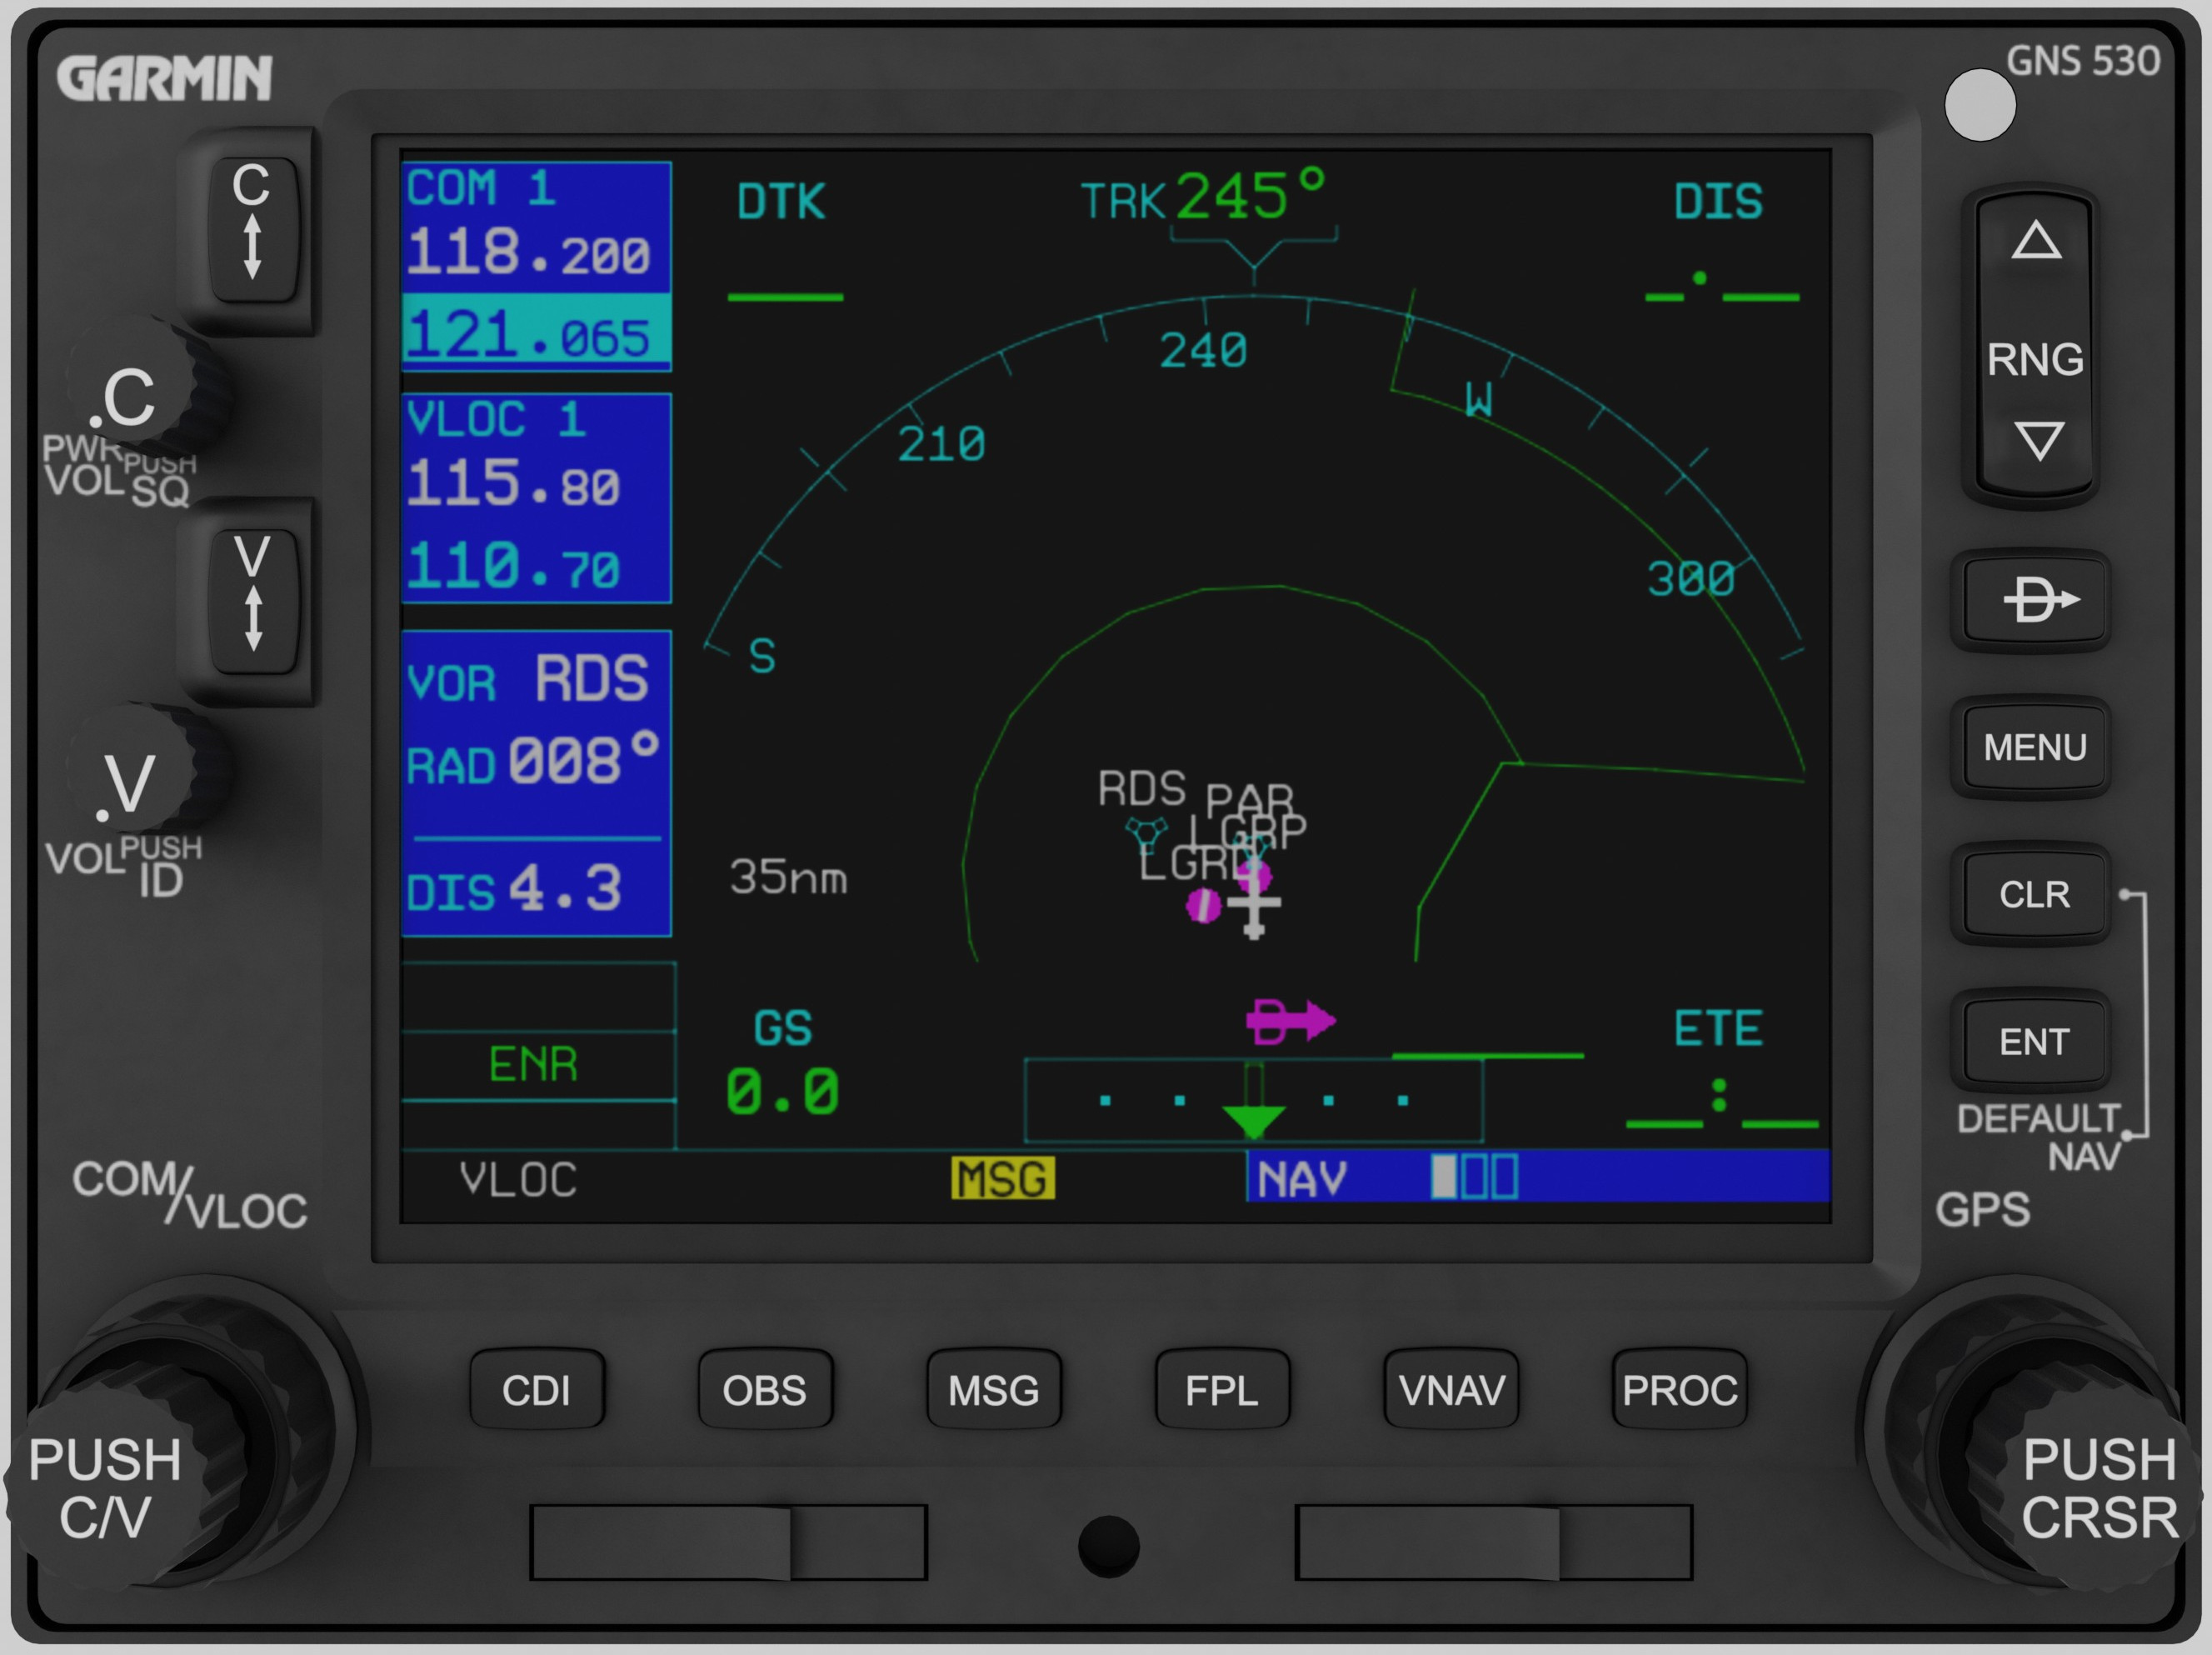 GARMIN
GNS 530
C
.C
PWR
VOL
PUSH
SQ
V
.V
VOL
PUSH
ID
COM/VLOC
PUSH
C/V
COM 1
118.200
121.065
VLOC 1
115.80
110.70
VOR RDS
RAD 008°
DIS 4.3
ENR
VLOC
MSG
NAV
DTK
TRK 245°
DIS
240
W
210
300
S
RDS
PAR
LGRP
LGRD
35nm
GS
0.0
D
ETE
RNG
D
MENU
CLR
ENT
DEFAULT
NAV
GPS
PUSH
CRSR
CDI
OBS
MSG
FPL
VNAV
PROC